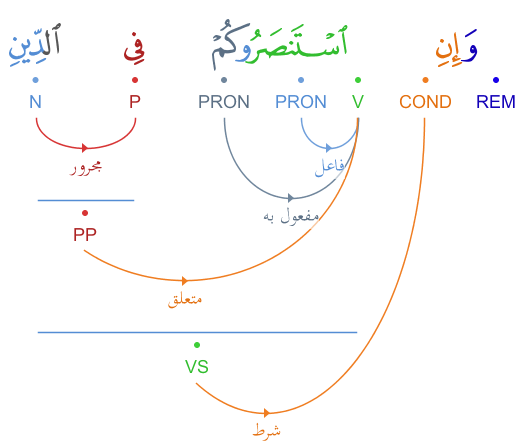 وَإِنِ ٱسْتَنصَرُوكُمْ فِى ٱلدِّينِ
REM COND V PRON PRON P N
فاعل
مجرور
مفعول به
PP
متعلق
VS
شرط